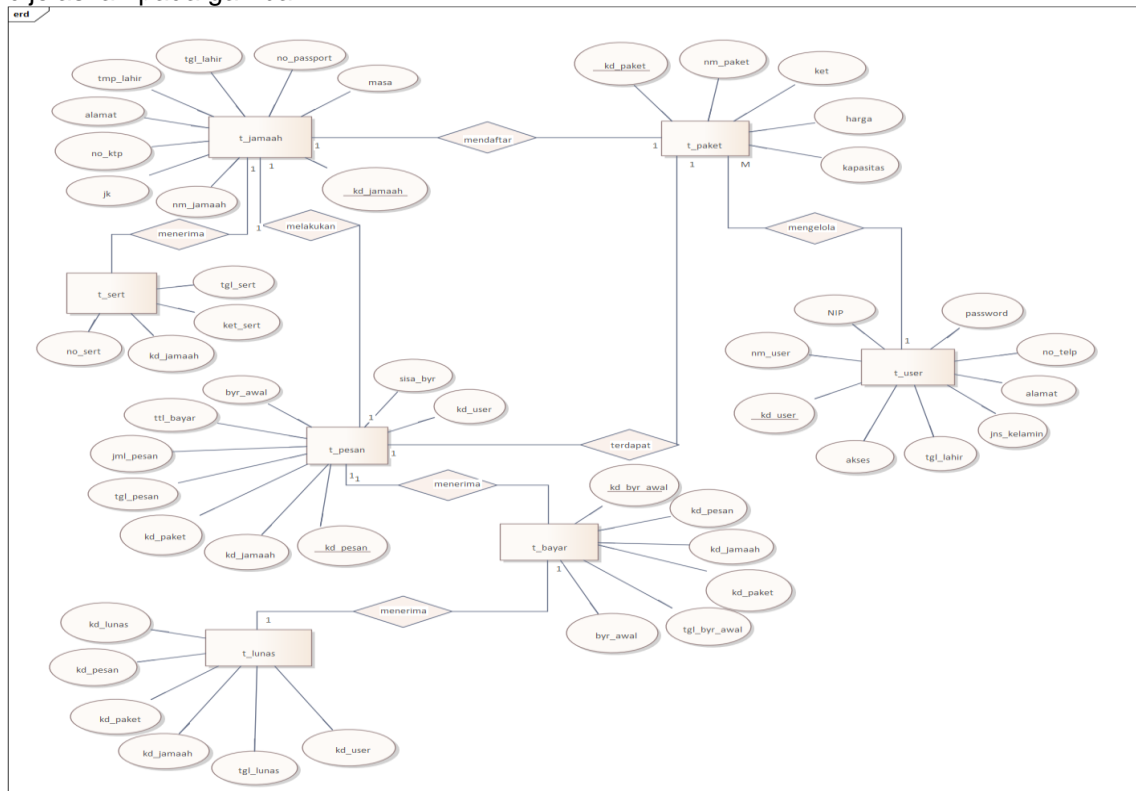 erd
tgl_lahir
no_passport
tmp_lahir
masa
alamat
t_jamaah
no_ktp
jk
nm_jamaah
kd_jamaah
1
1
1
mendaftar
kd_paket
nm_paket
ket
harga
kapasitas
t_paket
1
1
M
menerima
1
melakukan
mengelola
t_sert
tgl_sert
ket_sert
no_sert
kd_jamaah
NIP
password
nm_user
no_telp
1
t_user
alamat
kd_user
jns_kelamin
akses
tgl_lahir
sisa_byr
byr_awal
kd_user
ttl_bayar
1
t_pesan
1
jml_pesan
tgl_pesan
kd_paket
kd_jamaah
kd_pesan
11
terdapat
menerima
kd_byr_awal
kd_pesan
t_bayar
1
kd_jamaah
kd_paket
tgl_byr_awal
byr_awal
menerima
1
t_lunas
kd_lunas
kd_pesan
kd_paket
kd_jamaah
tgl_lunas
kd_user